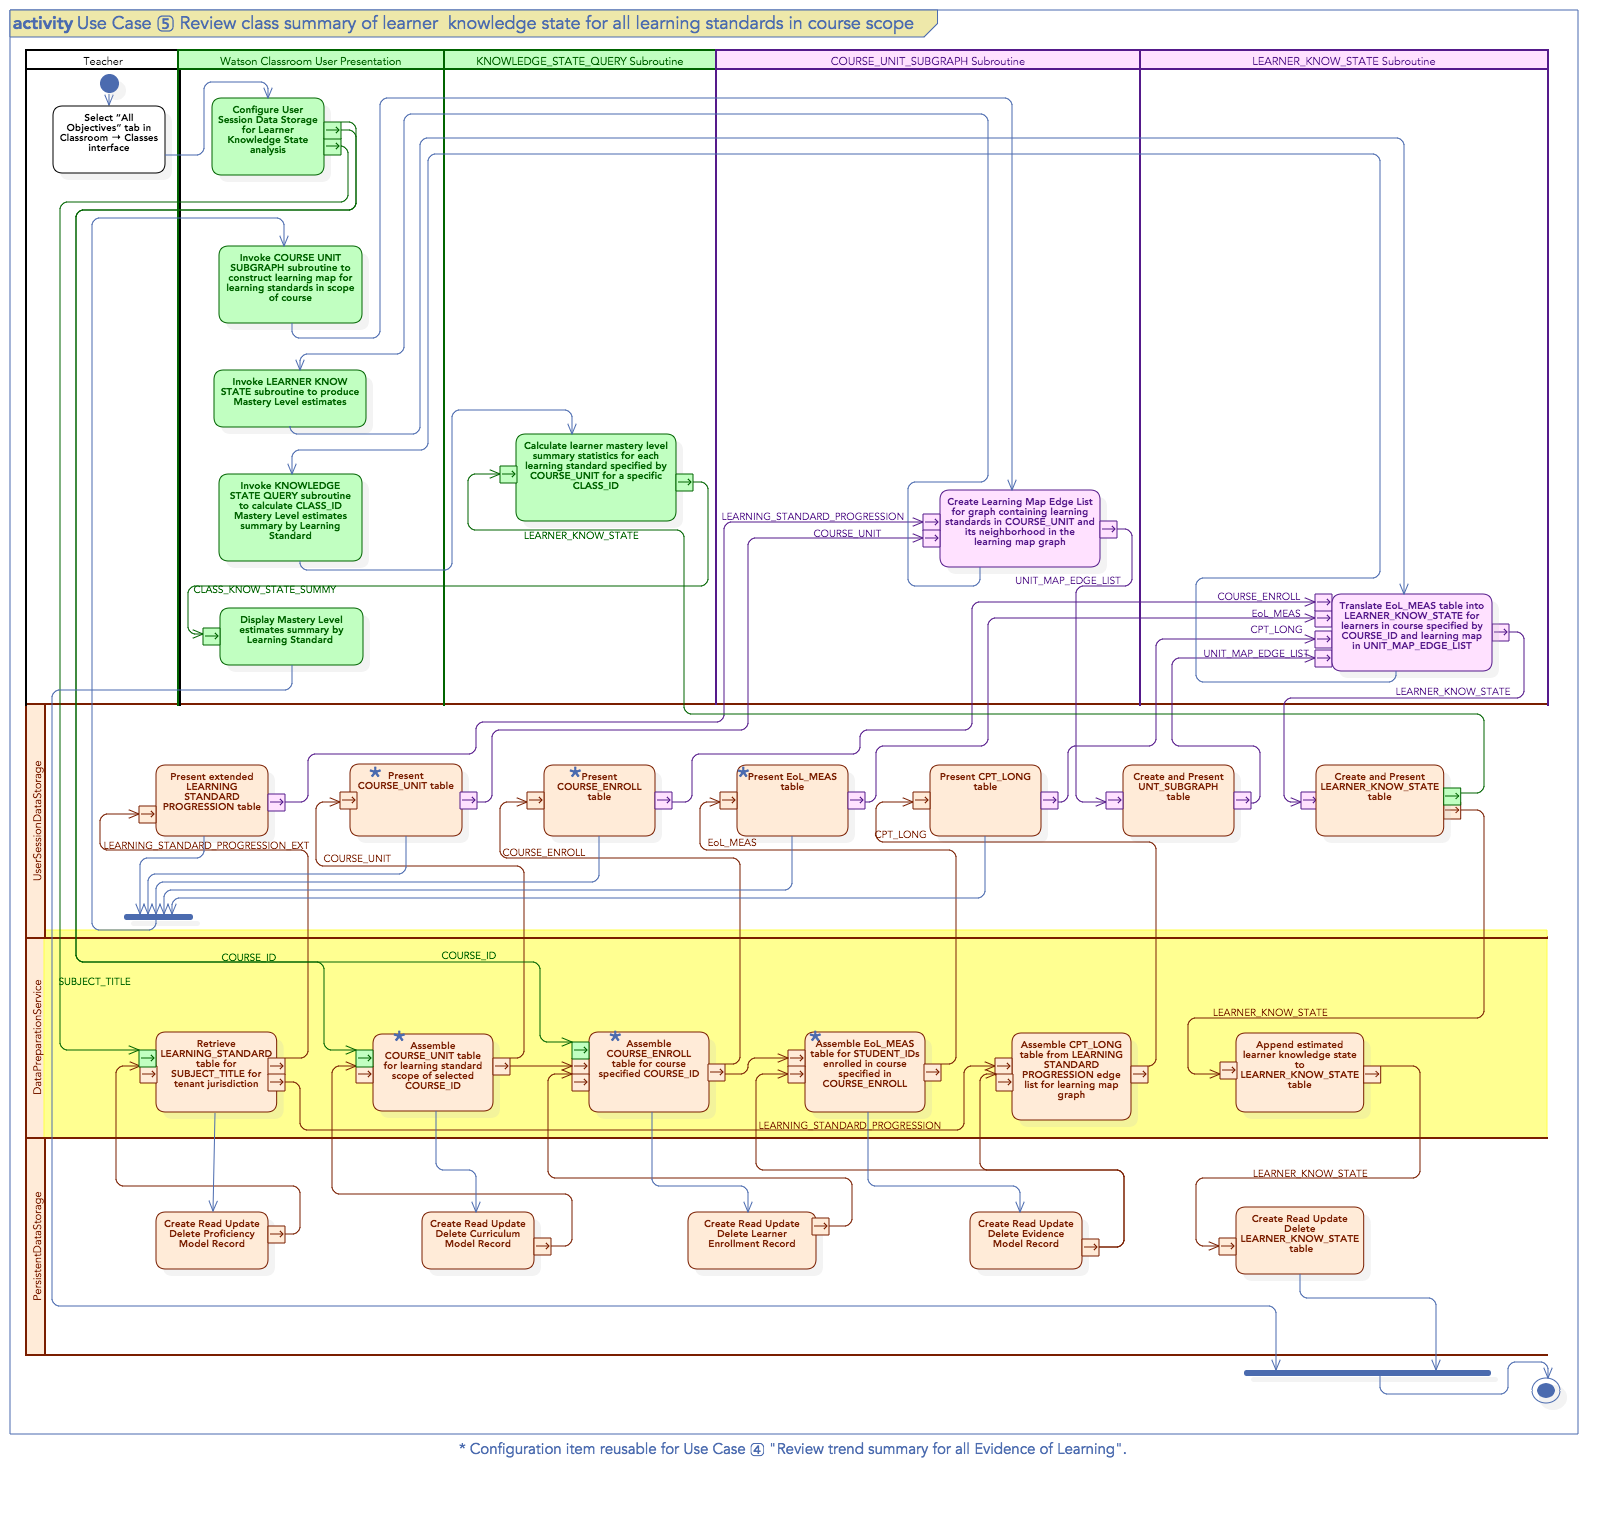 activity Use Case 5 Review class summary of learner knowledge state for all learning standards in course scope
Teacher
Watson Classroom User Presentation
KNOWLEDGE_STATE_QUERY Subroutine
COURSE_UNIT_SUBGRAPH Subroutine
LEARNER_KNOW_STATE Subroutine
Select "All
Objectives" tab in
Classroom → Classes
interface
Configure User
Session Data Storage
for Learner
Knowledge State
analysis
Invoke COURSE UNIT
SUBGRAPH subroutine to
construct learning map for
learning standards in scope
of course
Invoke LEARNER KNOW
STATE subroutine to produce
Mastery Level estimates
Invoke KNOWLEDGE
STATE QUERY subroutine
to calculate CLASS_ID
Mastery Level estimates
summary by Learning
Standard
Calculate learner mastery level
summary statistics for each
learning standard specified by
COURSE_UNIT for a specific
CLASS_ID
LEARNER_KNOW_STATE
CLASS_KNOW_STATE_SUMMY
Display Mastery Level
estimates summary by
Learning Standard
LEARNING_STANDARD_PROGRESSION
COURSE_UNIT
Create Learning Map Edge List
for graph containing learning
standards in COURSE_UNIT and
its neighborhood in the
learning map graph
UNIT_MAP_EDGE_LIST
COURSE_ENROLL
EoL_MEAS
CPT_LONG
UNIT_MAP_EDGE_LIST
Translate EoL_MEAS table into
LEARNER_KNOW_STATE for
learners in course specified by
COURSE_ID and learning map
in UNIT_MAP_EDGE_LIST
LEARNER_KNOW_STATE
UserSessionDataStorage
Present extended
LEARNING
STANDARD
PROGRESSION table
* Present
COURSE_UNIT table
* Present
COURSE_ENROLL
table
* Present EoL_MEAS
table
Present CPT_LONG
table
Create and Present
UNT_SUBGRAPH
table
Create and Present
LEARNER_KNOW_STATE
table
LEARNING_STANDARD_PROGRESSION_EXT
COURSE_UNIT
COURSE_ENROLL
EoL_MEAS
CPT_LONG
DataPreparationService
COURSE_ID
COURSE_ID
SUBJECT_TITLE
LEARNER_KNOW_STATE
Retrieve
LEARNING_STANDARD
table for
SUBJECT_TITLE for
tenant jurisdiction
* Assemble
COURSE_UNIT table
for learning standard
scope of selected
COURSE_ID
* Assemble
COURSE_ENROLL
table for course
specified COURSE_ID
* Assemble EoL_MEAS
table for STUDENT_IDs
enrolled in course
specified in
COURSE_ENROLL
Assemble CPT_LONG
table from LEARNING
STANDARD
PROGRESSION edge
list for learning map
graph
Append estimated
learner knowledge state
to
LEARNER_KNOW_STATE
table
LEARNING_STANDARD_PROGRESSION
PersistentDataStorage
LEARNER_KNOW_STATE
Create Read Update
Delete Proficiency
Model Record
Create Read Update
Delete Curriculum
Model Record
Create Read Update
Delete Learner
Enrollment Record
Create Read Update
Delete Evidence
Model Record
Create Read Update
Delete
LEARNER_KNOW_STATE
table
* Configuration item reusable for Use Case 4 "Review trend summary for all Evidence of Learning".